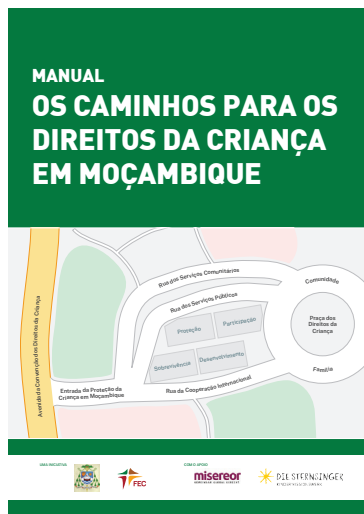 MANUAL
OS CAMINHOS PARA OS
DIREITOS DA CRIANÇA
EM MOÇAMBIQUE
Rua dos Serviços Comunitários
Comunidade
Rua dos Serviços Públicos
Proteção
Participação
Praça dos
Direitos da
Criança
Avenida da Convenção dos Direitos da Criança
Sobrevivência
Desenvolvimento
Família
Entrada da Proteção da
Criança em Moçambique
Rua da Cooperação Internacional
UMA INICIATIVA
COM O APOIO
FEC
misereor
DIE STERNSINGER